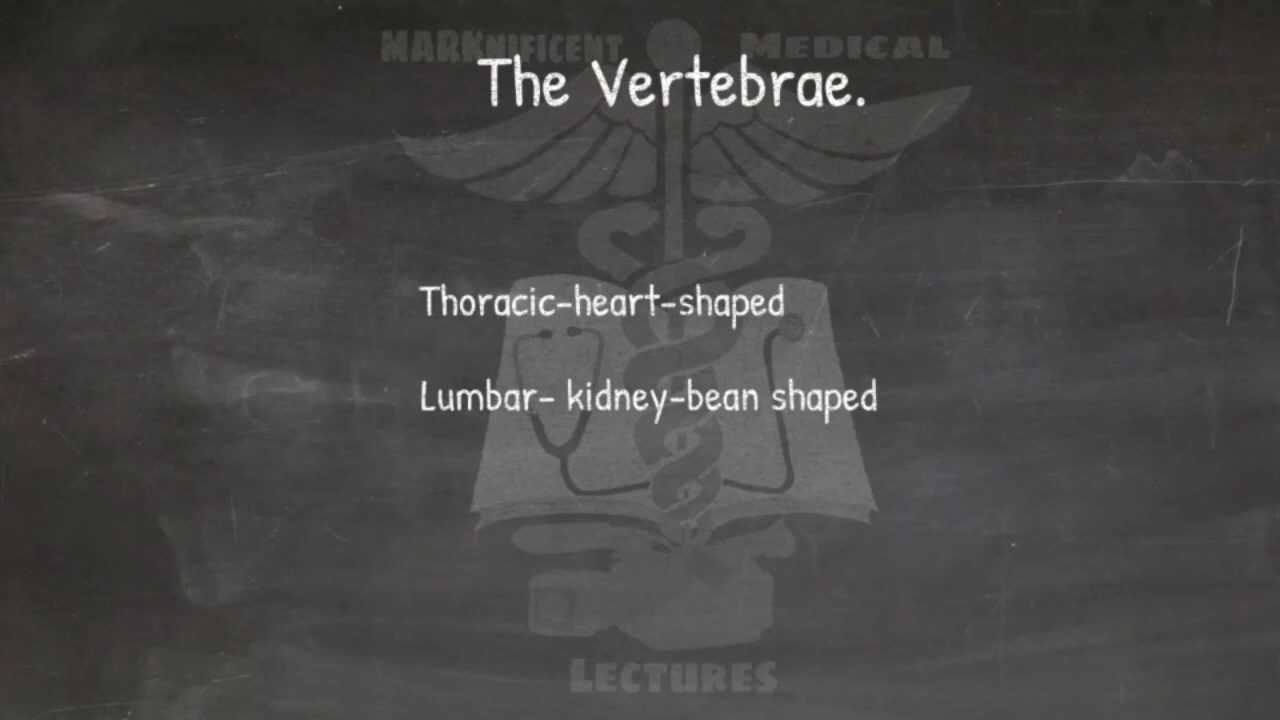 MARKNIFICENT MEDICAL
The Vertebrae.
Thoracic-heart-shaped
Lumbar- kidney-bean shaped
LECTURES